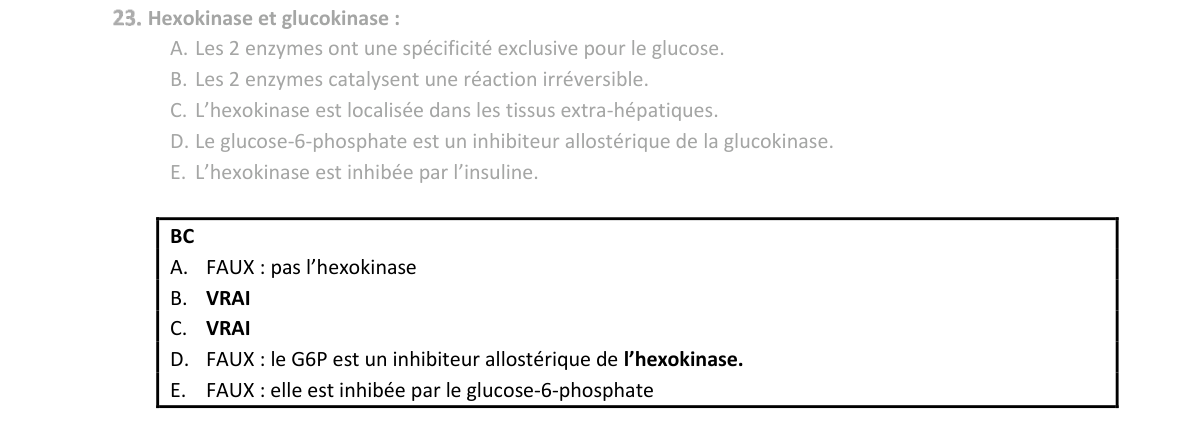 23. Hexokinase et glucokinase :
A. Les 2 enzymes ont une spécificité exclusive pour le glucose.
B. Les 2 enzymes catalysent une réaction irréversible.
C. L’hexokinase est localisée dans les tissus extra-hépatiques.
D. Le glucose-6-phosphate est un inhibiteur allostérique de la glucokinase.
E. L’hexokinase est inhibée par l’insuline.
BC
A. FAUX : pas l’hexokinase
B. VRAI
C. VRAI
D. FAUX : le G6P est un inhibiteur allostérique de l’hexokinase.
E. FAUX : elle est inhibée par le glucose-6-phosphate